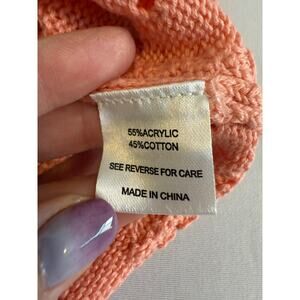 55%ACRYLIC
45%COTTON
SEE REVERSE FOR CARE
MADE IN CHINA